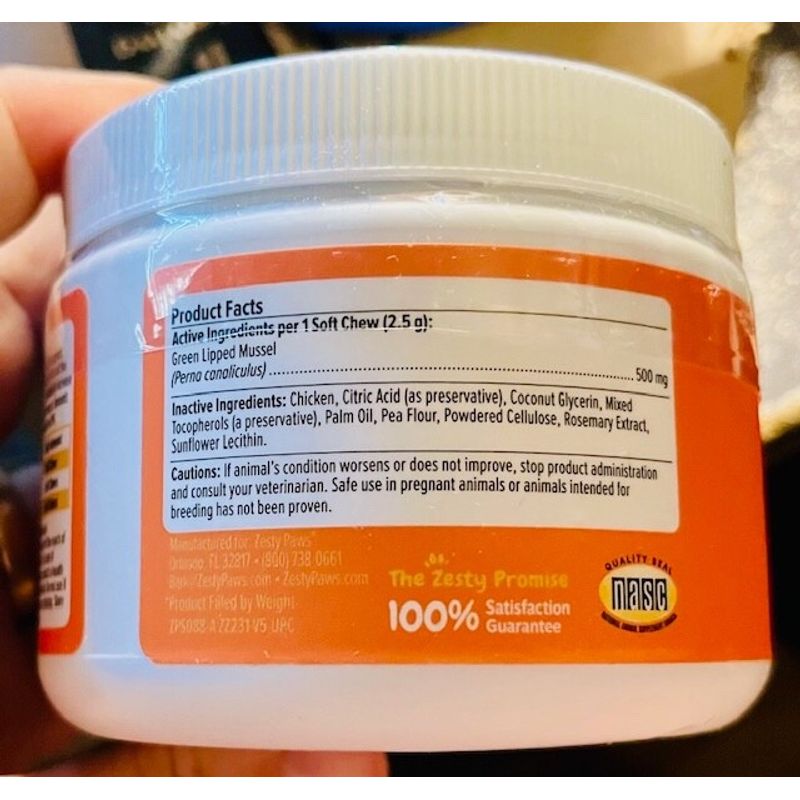 Product Facts
Active Ingredients per 1 Soft Chew (2.5 g):
Green Lipped Mussel
(Perna canaliculus) ........................................................ 500 mg
Inactive Ingredients: Chicken, Citric Acid (as preservative), Coconut Glycerin, Mixed
Tocopherols (a preservative), Palm Oil, Pea Flour, Powdered Cellulose, Rosemary Extract,
Sunflower Lecithin.
Cautions: If animal's condition worsens or does not improve, stop product administration
and consult your veterinarian. Safe use in pregnant animals or animals intended for
breeding has not been proven.
Manufactured for: Zesty Paws
Orlando, FL 32817 • (800) 738 0661
Bark@ZestyPaws.com • ZestyPaws.com
*Product Filled by Weight
The Zesty Promise
100% Satisfaction
Guarantee
QUALITY SEAL
nasc